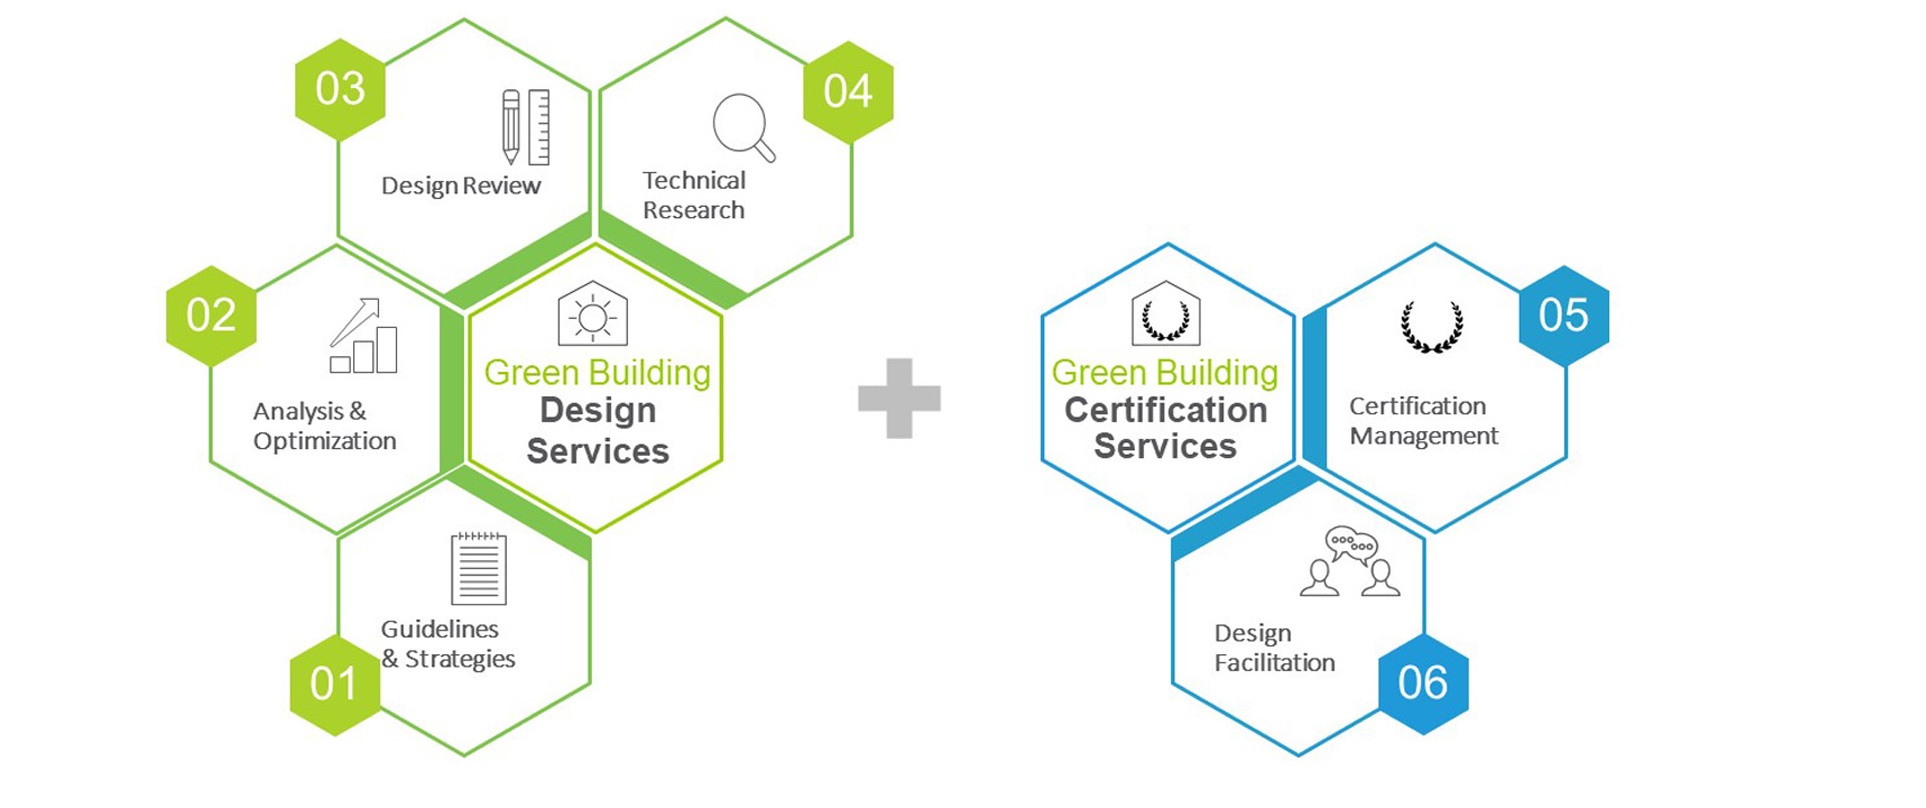 03
Design Review
04
Technical
Research
02
Analysis &
Optimization
Green Building
Design
Services
01
Guidelines
& Strategies
Green Building
Certification
Services
05
Certification
Management
Design
Facilitation
06